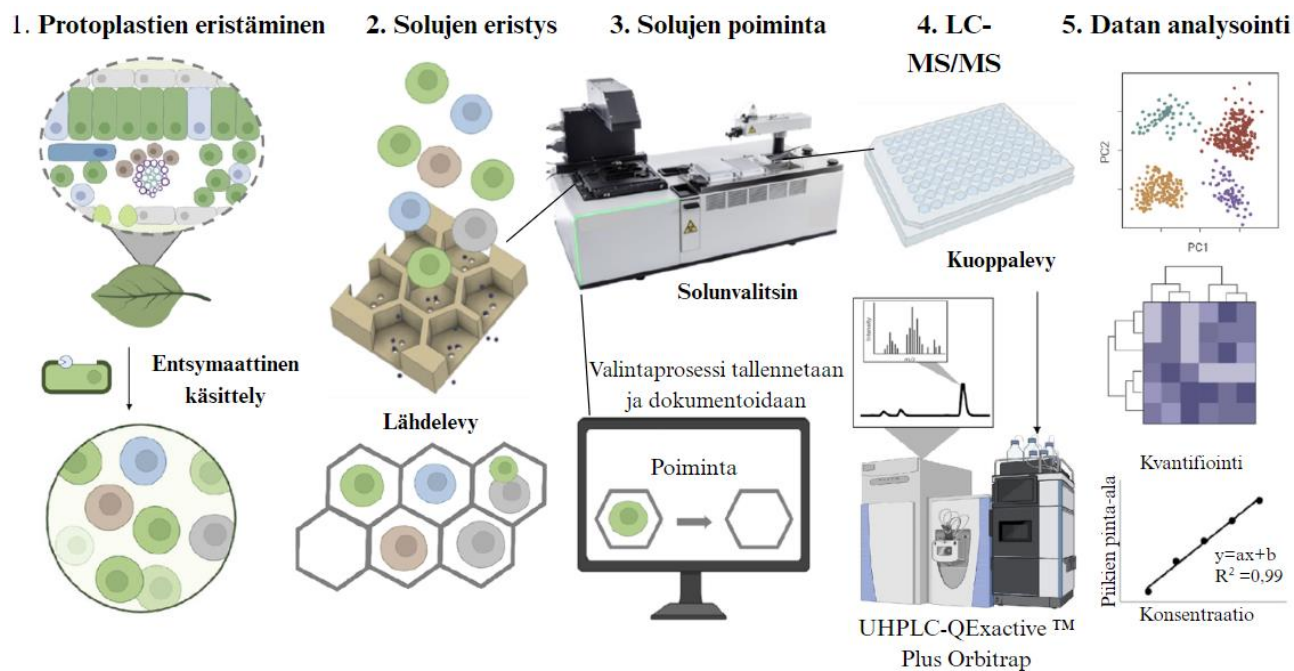 1. Protoplastien eristäminen
Entsymaattinen
käsittely
2. Solujen eristys
Lähdelevy
3. Solujen poiminta
Solunvalitsin
Valintaprosessi tallennetaan
ja dokumentoidaan
Poiminta
4. LC-
MS/MS
Kuoppalevy
Intensity
m/z
UHPLC-QExactive ™
Plus Orbitrap
5. Datan analysointi
PC2
PC1
Kvantifiointi
Piikien pinta-ala
y=ax+b
R² =0,99
Konsentraatio